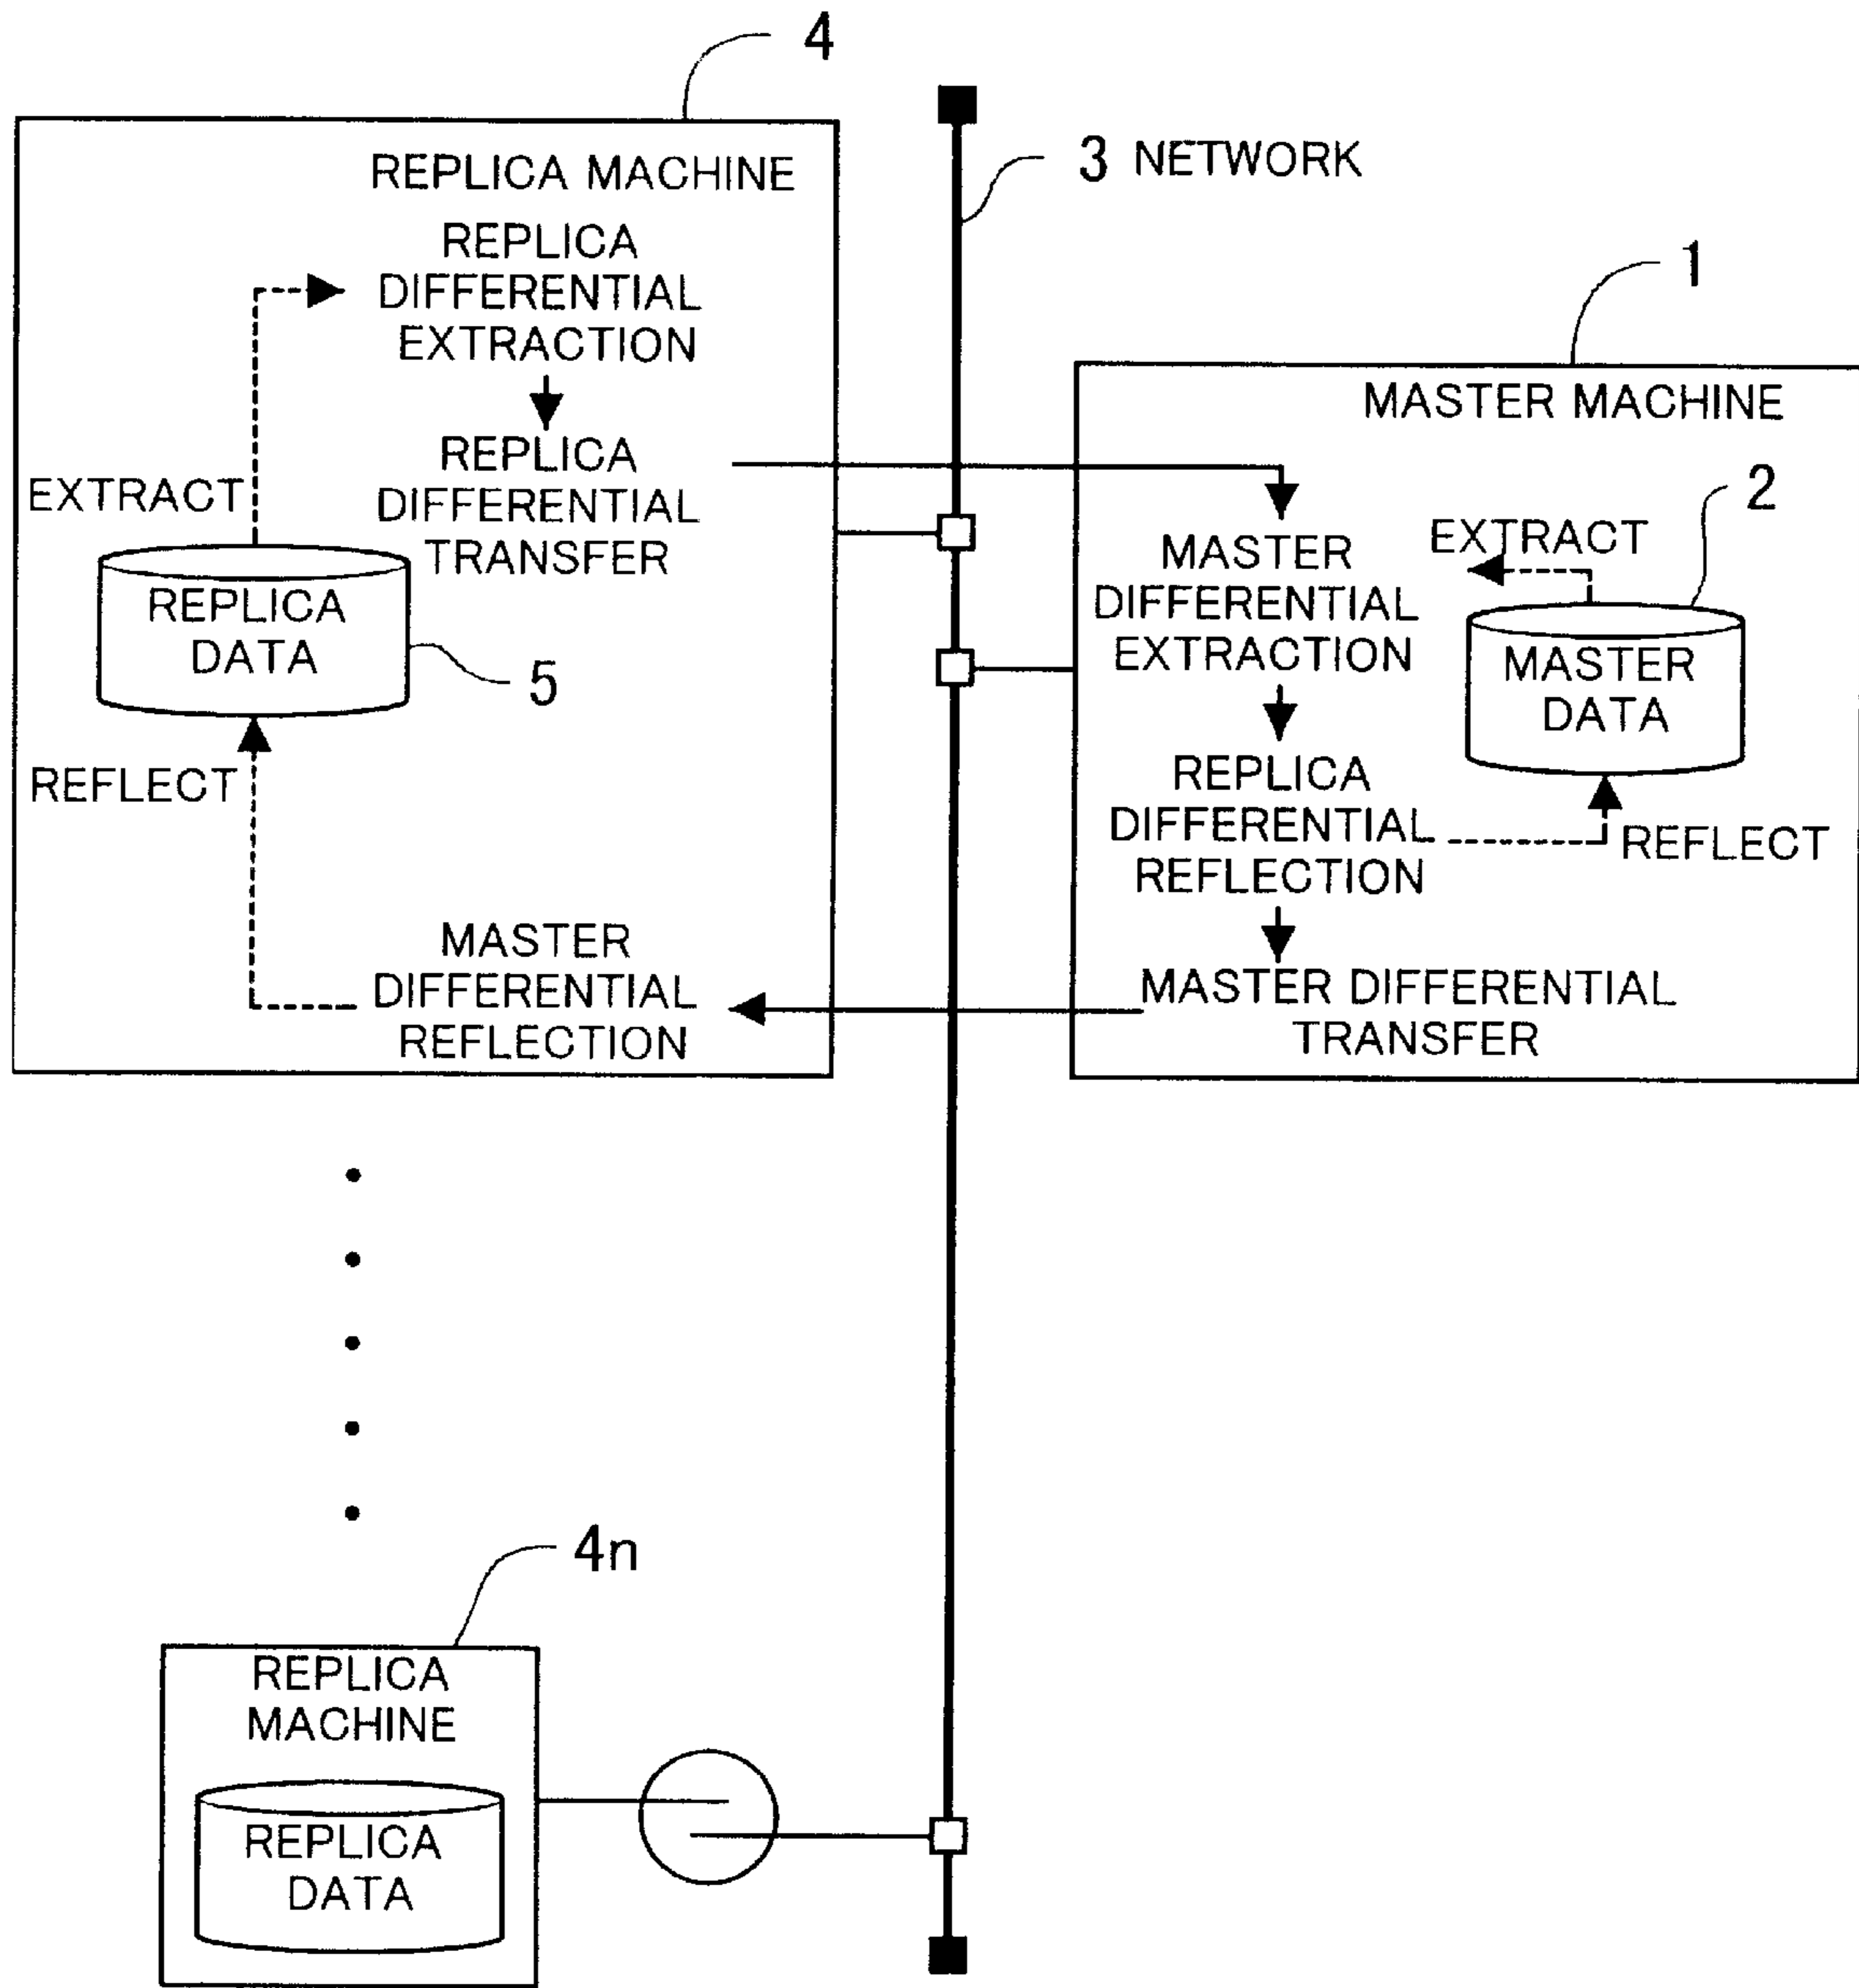 4
3 NETWORK
REPLICA MACHINE
REPLICA
DIFFERENTIAL
EXTRACTION
REPLICA
DIFFERENTIAL
TRANSFER
EXTRACT
REPLICA
DATA
5
REFLECT
MASTER
DIFFERENTIAL
REFLECTION
1
MASTER MACHINE
2
EXTRACT
MASTER
DIFFERENTIAL
EXTRACTION
MASTER
DATA
REPLICA
DIFFERENTIAL
REFLECTION
REFLECT
MASTER DIFFERENTIAL
TRANSFER
4n
REPLICA
MACHINE
REPLICA
DATA